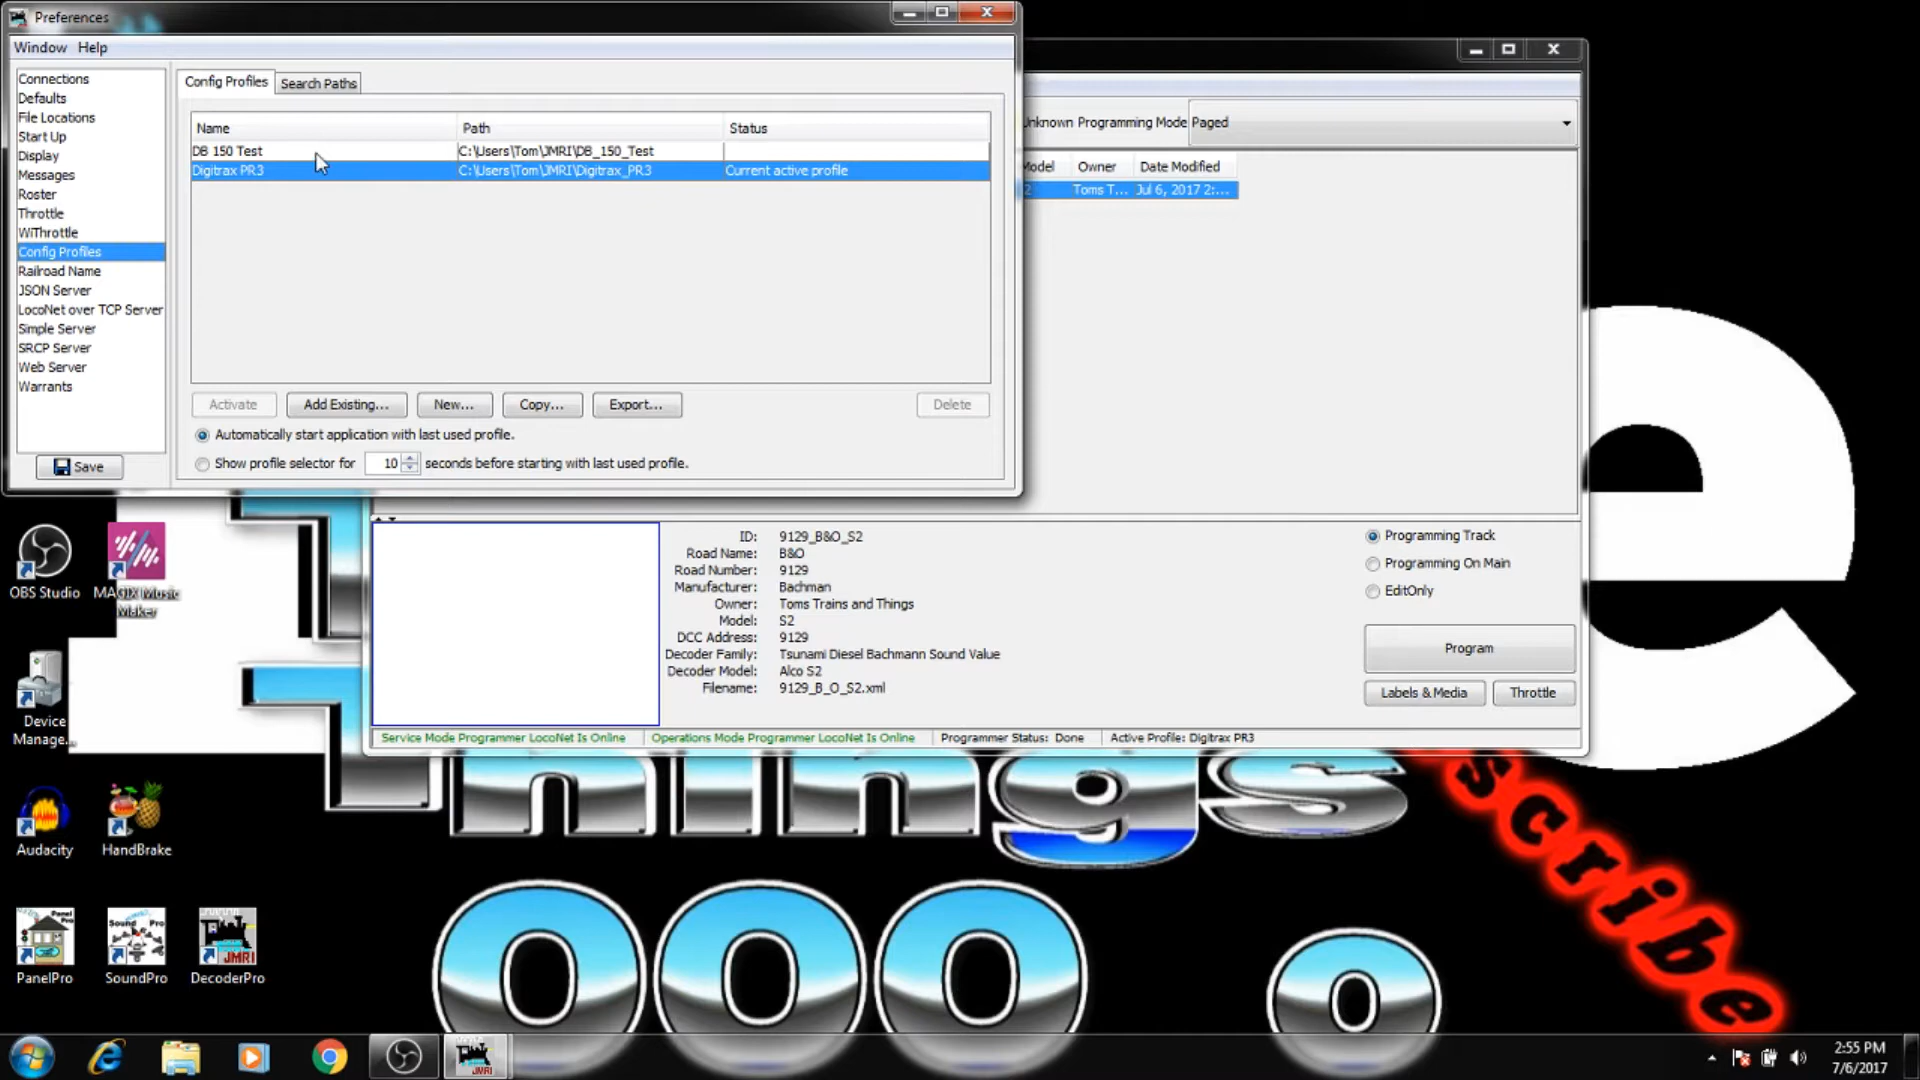 Preferences
Window Help
Connections
Defaults
File Locations
Start Up
Display
Messages
Roster
Throttle
WiThrottle
Config Profiles
Railroad Name
JSON Server
LocoNet over TCP Server
Simple Server
SRCP Server
Web Server
Warrants
Save
Config Profiles Search Paths
Name Path Status
DB 150 Test C:\Users\Tom\JMRI\DB_150_Test
Digitrax PR3 C:\Users\Tom\JMRI\Digitrax_PR3 Current active profile
Activate Add Existing... New... Copy... Export... Delete
Automatically start application with last used profile.
Show profile selector for 10 seconds before starting with last used profile.
Programming Mode Paged
Owner Date Modified
Toms T... Jul 6, 2017 2:...
ID: 9129_B&O_S2
Road Name: B&O
Road Number: 9129
Manufacturer: Bachman
Owner: Toms Trains and Things
Model: S2
DCC Address: 9129
Decoder Family: Tsunami Diesel Bachmann Sound Value
Decoder Model: Alco S2
Filename: 9129_B_O_S2.xml
Programming Track
Programming On Main
EditOnly
Program
Labels & Media Throttle
Service Mode Programmer LocoNet Is Online Operations Mode Programmer LocoNet Is Online Programmer Status: Done Active Profile: Digitrax PR3
OBS Studio
MAGIX Music
Maker
Device
Manage...
Audacity
HandBrake
PanelPro
SoundPro
DecoderPro
2:55 PM
7/6/2017